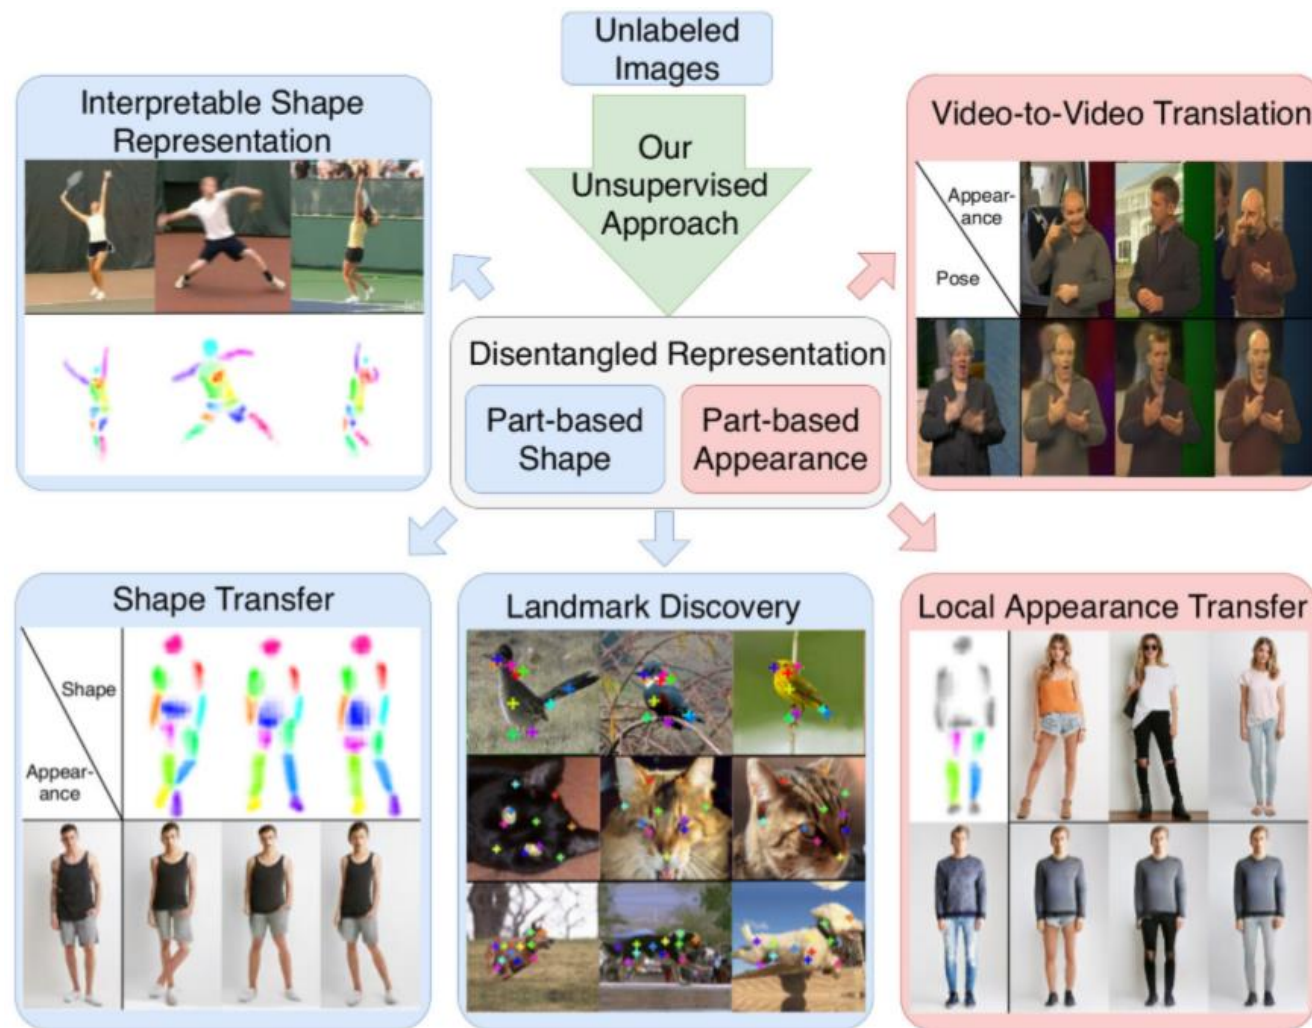 Unlabeled
Images
Interpretable Shape
Representation
Our
Unsupervised
Approach
Video-to-Video Translation
Appear-
ance
Pose
Disentangled Representation
Part-based
Shape
Part-based
Appearance
Shape Transfer
Shape
Appear-
ance
Landmark Discovery
Local Appearance Transfer